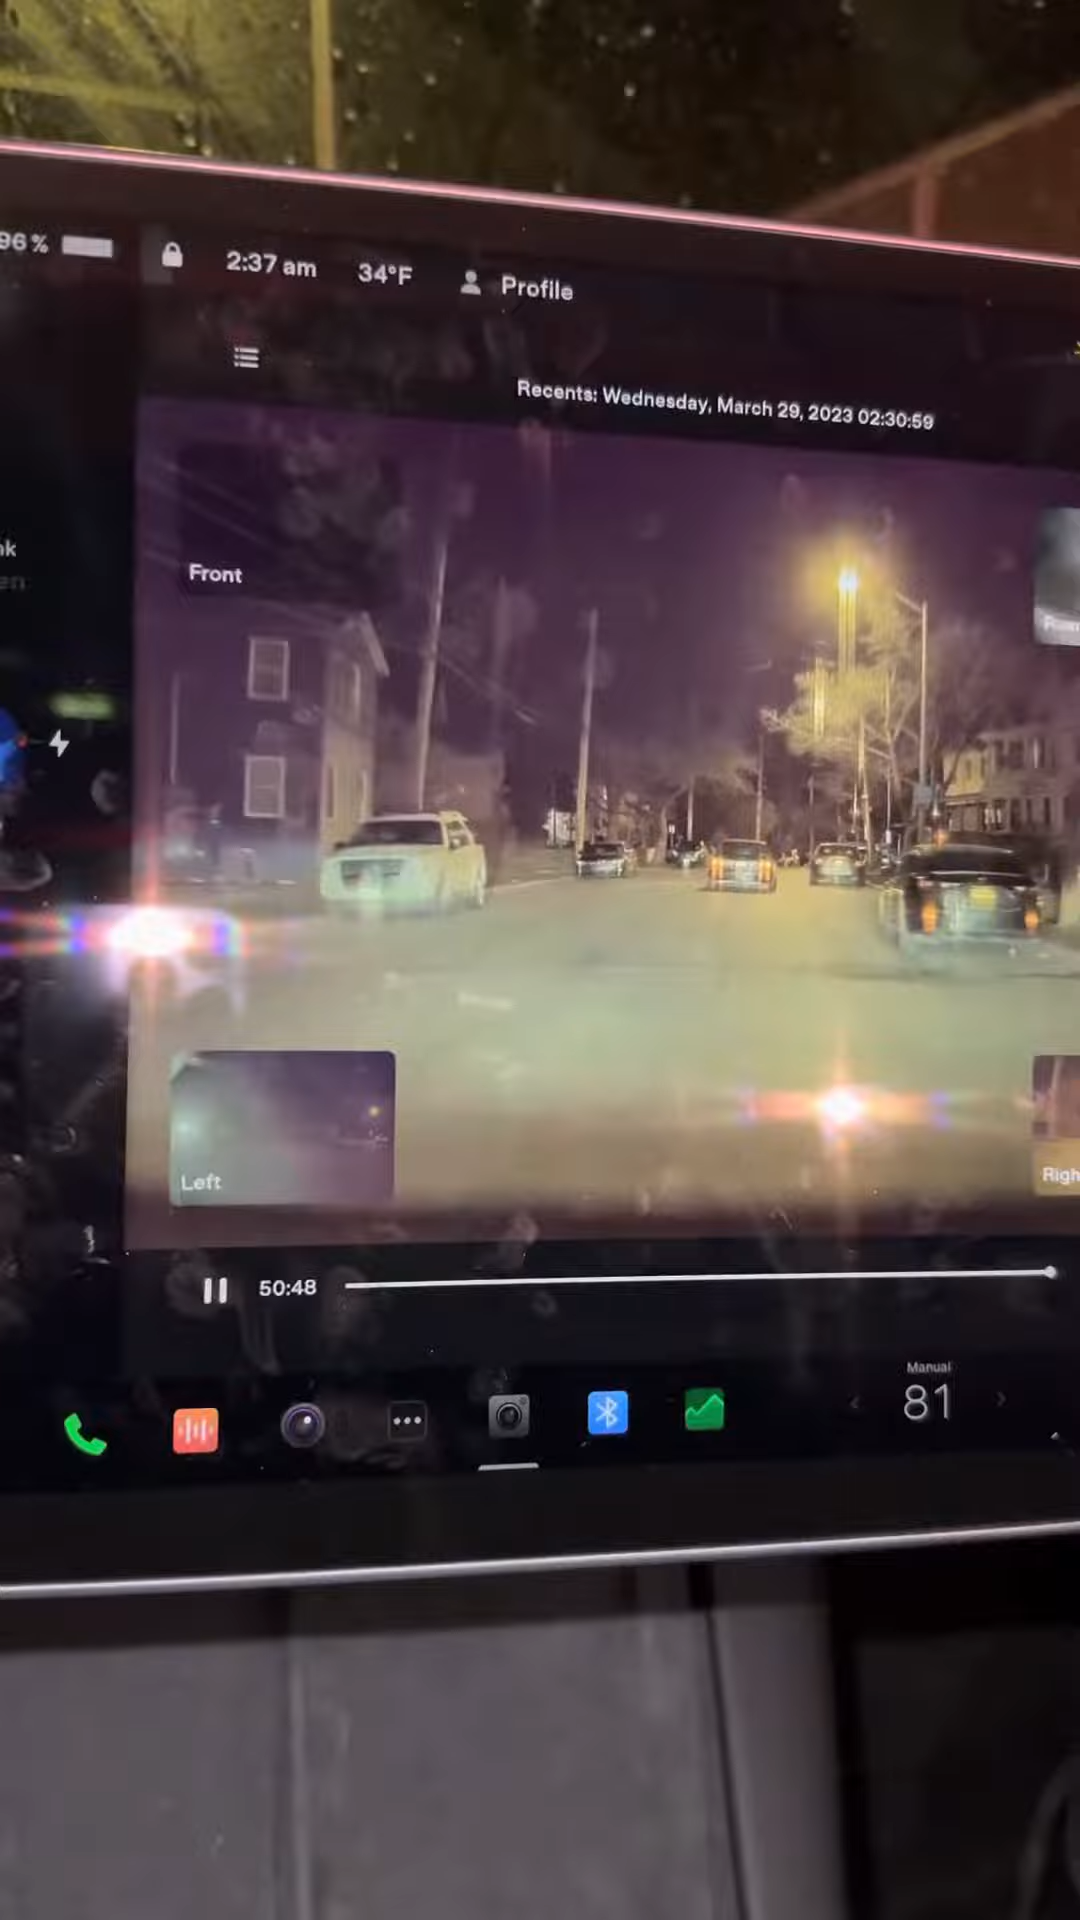 96%
2:37 am
34°F
Profile
Recents: Wednesday, March 29, 2023 02:30:59
Front
Left
Righ
50:48
Manual
81